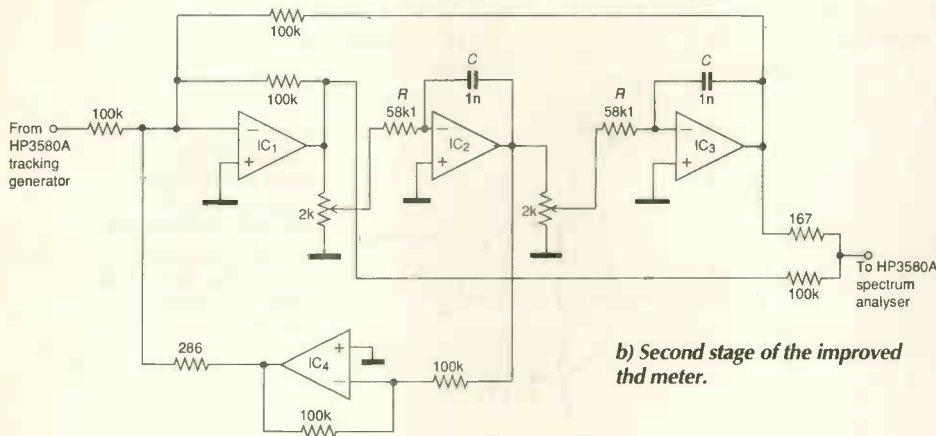 100k
100k
C
C
R
58k1
1n
R
58k1
1n
From
HP3580A
tracking
generator
100k
−
+
IC1
−
+
IC2
−
+
IC3
2k
2k
167
100k
To HP3580A
spectrum
analyser
286
IC4
+
−
100k
100k
b) Second stage of the improved
thd meter.